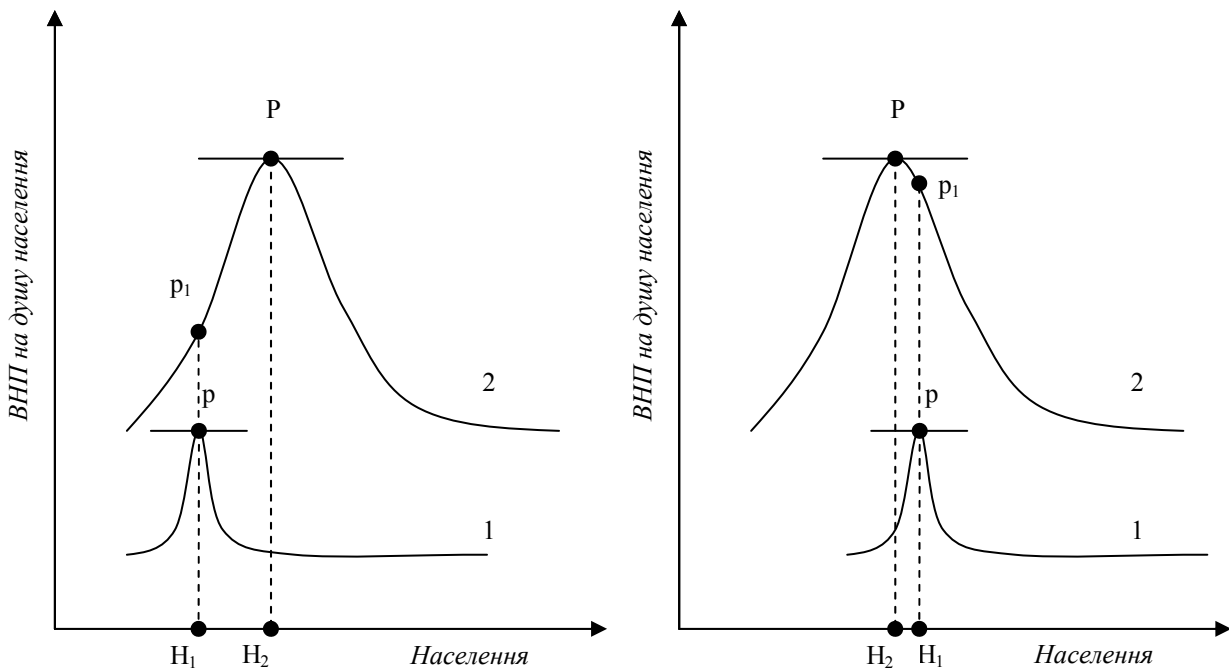 ВНП на душу населення
P
p₁
p
2
1
H₁
H₂
Населення
ВНП на душу населення
P
p₁
p
2
1
H₂
H₁
Населення